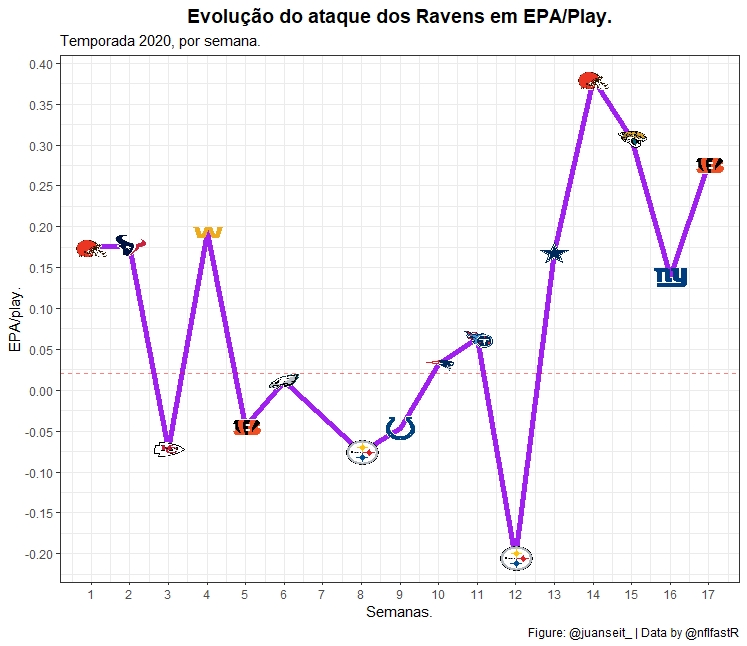 Evolução do ataque dos Ravens em EPA/Play.
Temporada 2020, por semana.
EPA/play.
0.40
0.35
0.30
0.25
0.20
0.15
0.10
0.05
0.00
-0.05
-0.10
-0.15
-0.20
1 2 3 4 5 6 7 8 9 10 11 12 13 14 15 16 17
Semanas.
Figure: @juanseit_ | Data by @nflfastR
W
KC
B
B
T
ny